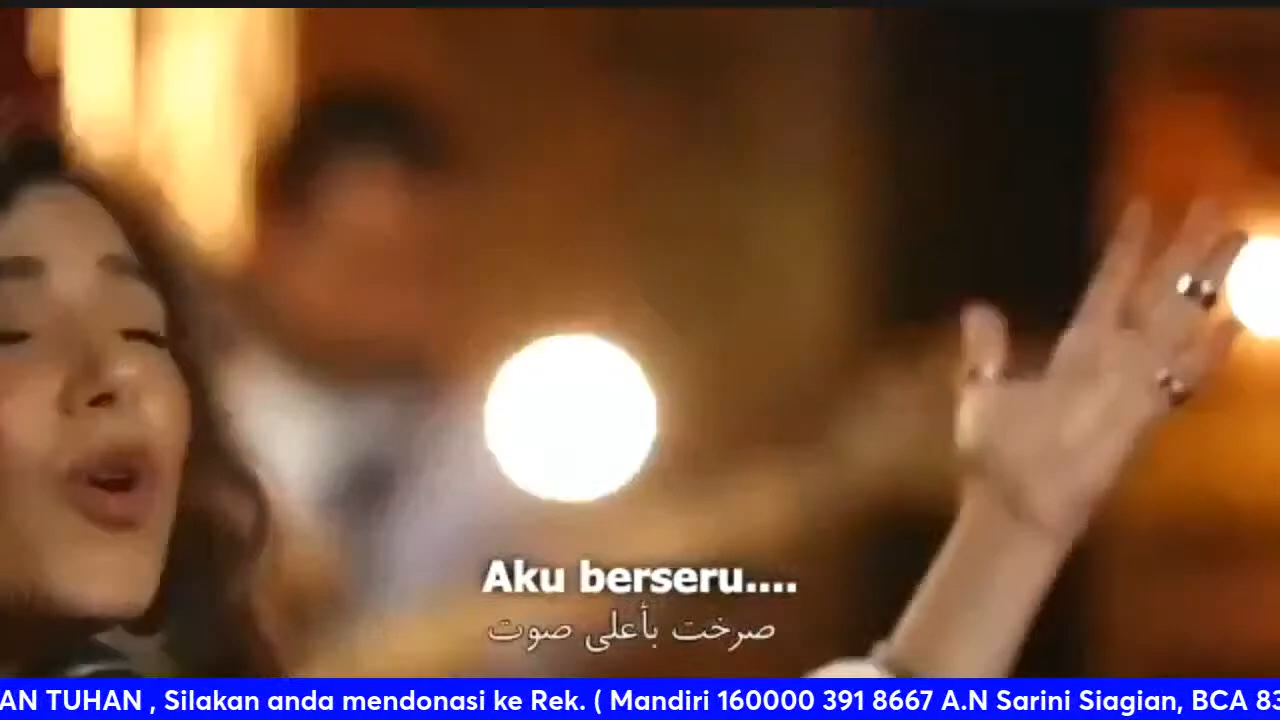 Aku berseru....
صرخت بأعلى صوت
AN TUHAN , Silakan anda mendonasi ke Rek. ( Mandiri 160000 391 8667 A.N Sarini Siagian, BCA 83